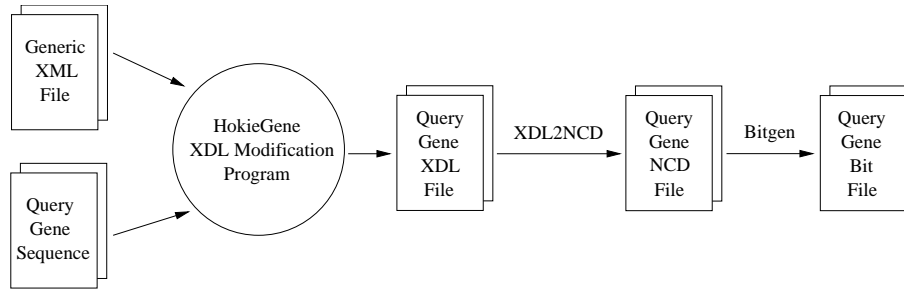 Generic
XML
File
Query
Gene
Sequence
HokieGene
XDL Modification
Program
Query
Gene
XDL
File
XDL2NCD
Query
Gene
NCD
File
Bitgen
Query
Gene
Bit
File